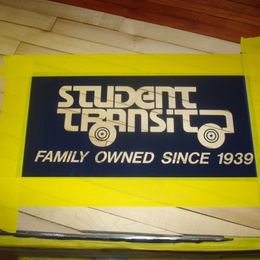 STUDENT
TRANSIT
FAMILY OWNED SINCE 1939